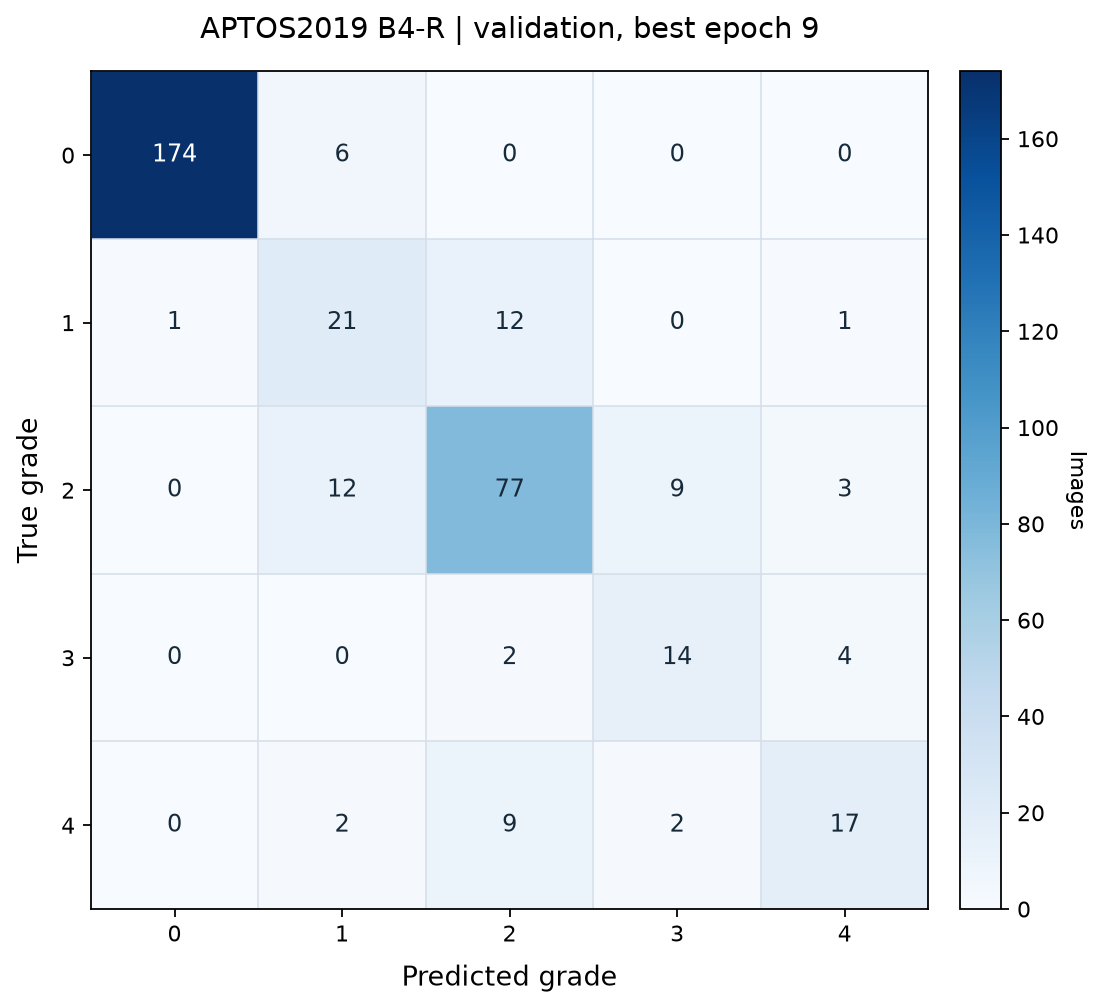 APTOS2019 B4-R | validation, best epoch 9
0 174 6 0 0 0
1 1 21 12 0 1
2 0 12 77 9 3
3 0 0 2 14 4
4 0 2 9 2 17
0 1 2 3 4
Predicted grade
True grade
160
140
120
100
80
60
40
20
0
Images